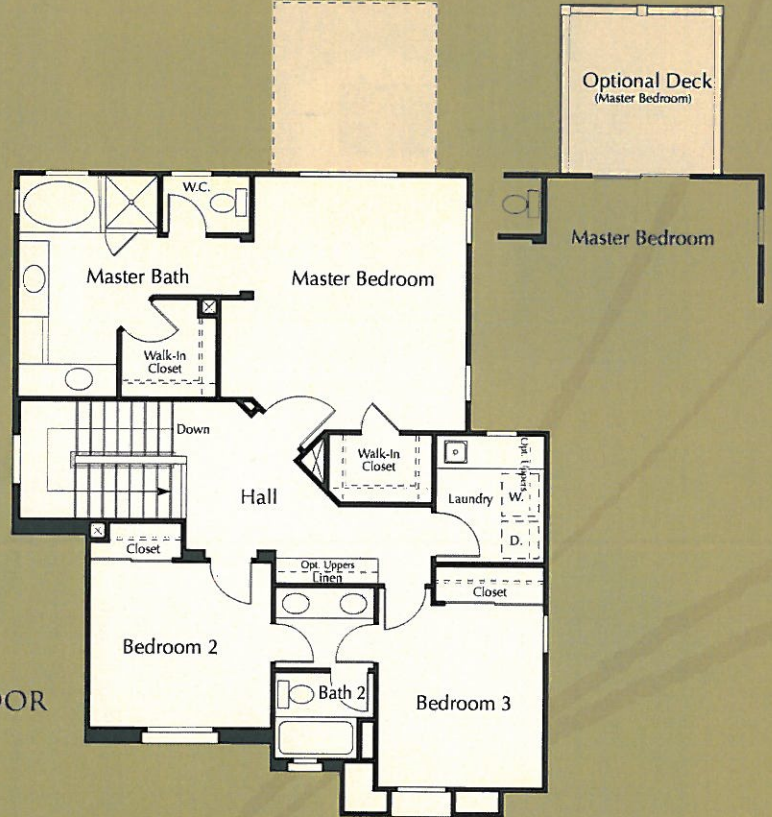 Optional Deck
(Master Bedroom)
W.C.
Master Bedroom
Master Bath
Master Bedroom
Walk-In
Closet
Down
Walk-In
Closet
Opt. Uppers
Laundry
W.
Hall
D.
Closet
Opt. Uppers
Linen
Closet
Bedroom 2
Bath 2
Bedroom 3
OOR